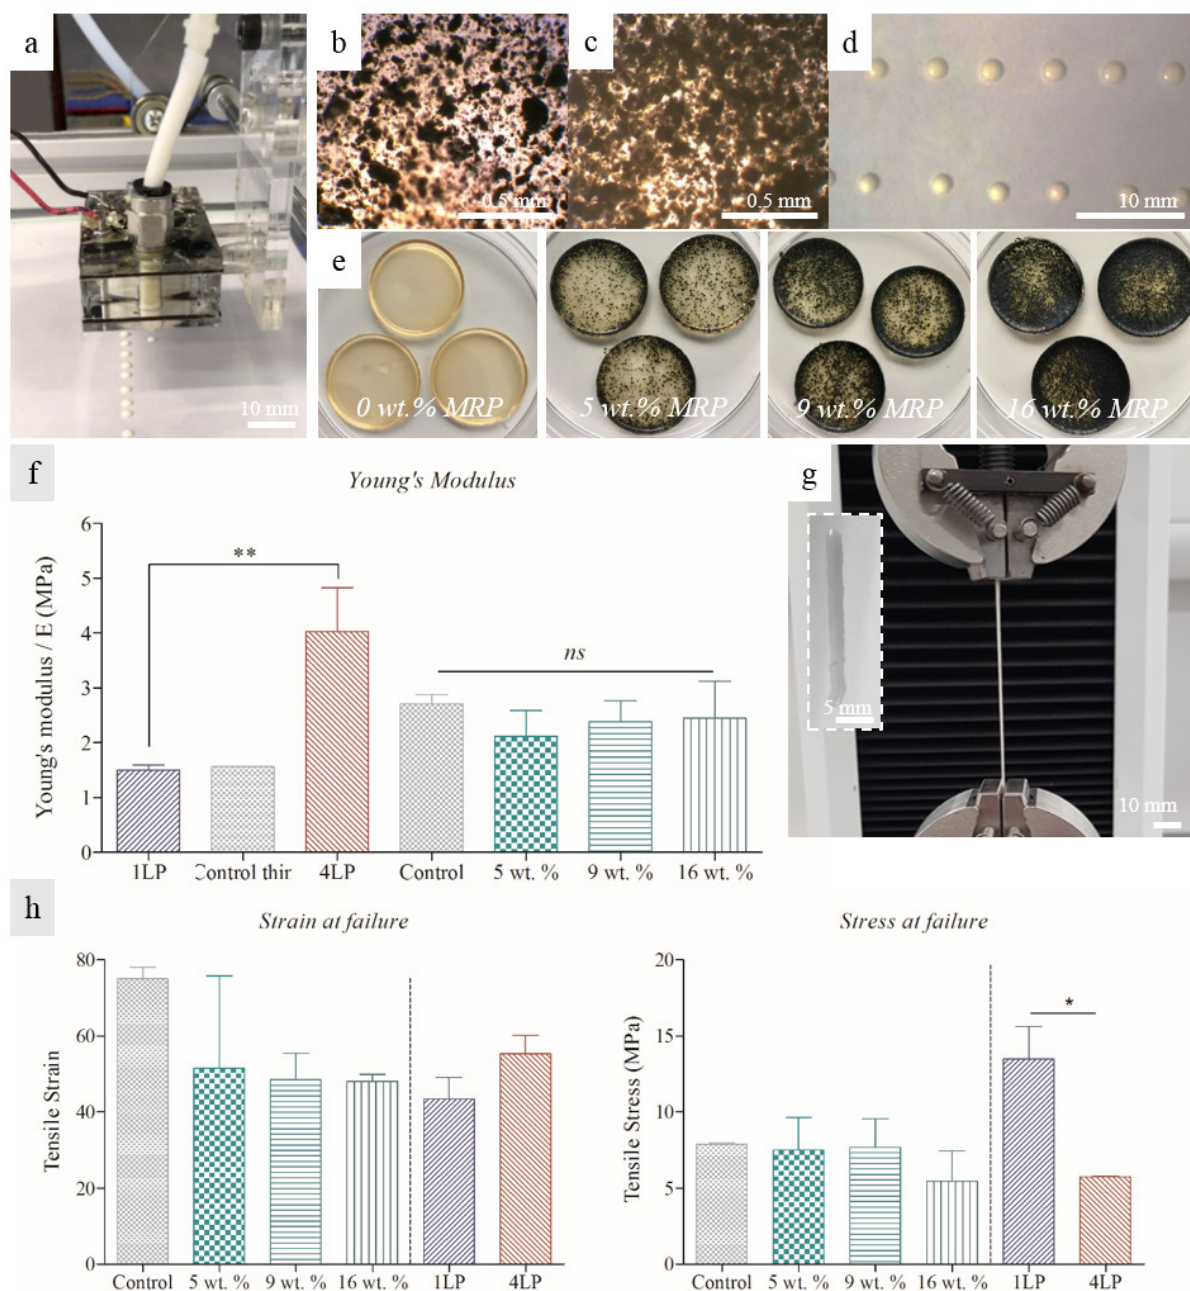 a
b
c
d
0.5 mm
0.5 mm
10 mm
10 mm
e
0 wt.% MRP
5 wt.% MRP
9 wt.% MRP
16 wt.% MRP
f
Young's Modulus
Young's modulus / E (MPa)
6
5
4
3
2
1
0
**
ns
1LP
Control thir
4LP
Control
5 wt. %
9 wt. %
16 wt. %
g
5 mm
10 mm
h
Strain at failure
Tensile Strain
80
60
40
20
0
Control
5 wt. %
9 wt. %
16 wt. %
1LP
4LP
Stress at failure
Tensile Stress (MPa)
20
15
10
5
0
*
Control
5 wt. %
9 wt. %
16 wt. %
1LP
4LP